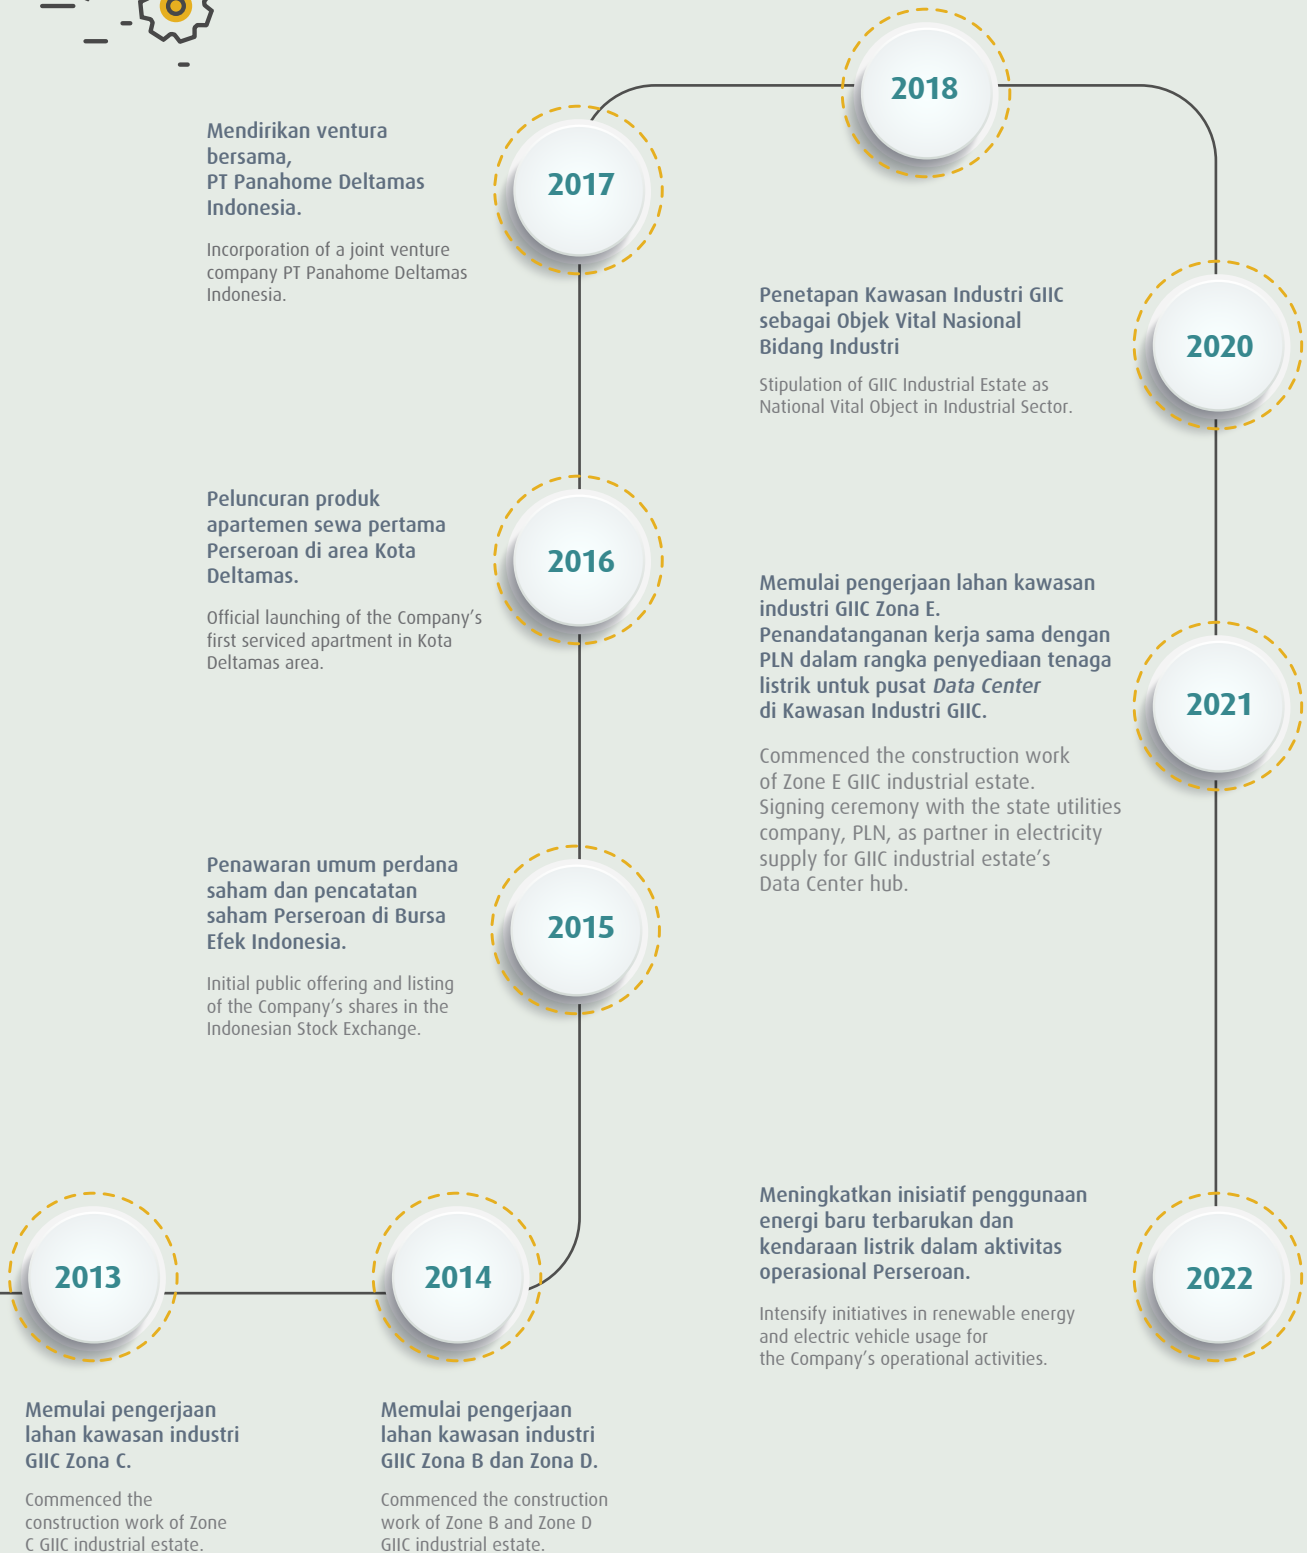 2013
Memulai pengerjaan
lahan kawasan industri
GIIC Zona C.
Commenced the
construction work of Zone
C GIIC industrial estate.
2014
Memulai pengerjaan
lahan kawasan industri
GIIC Zona B dan Zona D.
Commenced the construction
work of Zone B and Zone D
GIIC industrial estate.
2015
Penawaran umum perdana
saham dan pencatatan
saham Perseroan di Bursa
Efek Indonesia.
Initial public offering and listing
of the Company’s shares in the
Indonesian Stock Exchange.
2016
Peluncuran produk
apartemen sewa pertama
Perseroan di area Kota
Deltamas.
Official launching of the Company’s
first serviced apartment in Kota
Deltamas area.
2017
Mendirikan ventura
bersama,
PT Panahome Deltamas
Indonesia.
Incorporation of a joint venture
company PT Panahome Deltamas
Indonesia.
2018
2020
Penetapan Kawasan Industri GIIC
sebagai Objek Vital Nasional
Bidang Industri
Stipulation of GIIC Industrial Estate as
National Vital Object in Industrial Sector.
2021
Memulai pengerjaan lahan kawasan
industri GIIC Zona E.
Penandatanganan kerja sama dengan
PLN dalam rangka penyediaan tenaga
listrik untuk pusat Data Center
di Kawasan Industri GIIC.
Commenced the construction work
of Zone E GIIC industrial estate.
Signing ceremony with the state utilities
company, PLN, as partner in electricity
supply for GIIC industrial estate’s
Data Center hub.
2022
Meningkatkan inisiatif penggunaan
energi baru terbarukan dan
kendaraan listrik dalam aktivitas
operasional Perseroan.
Intensify initiatives in renewable energy
and electric vehicle usage for
the Company’s operational activities.